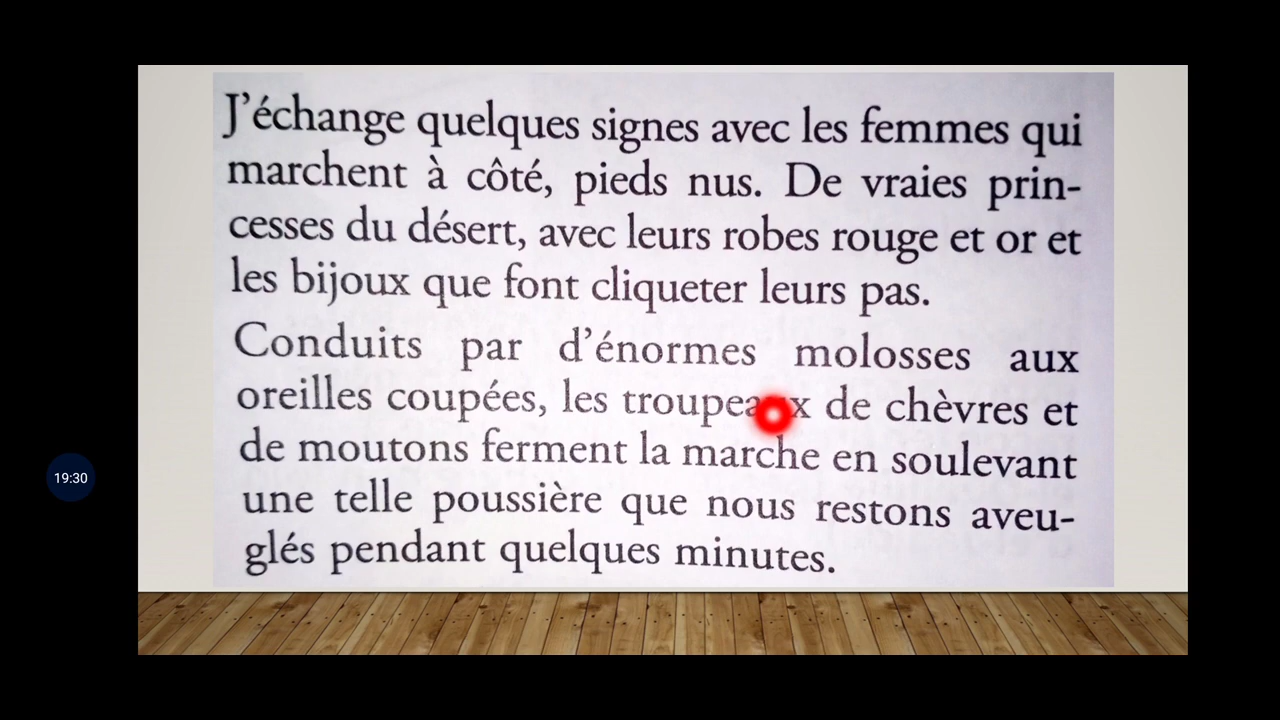 J'échange quelques signes avec les femmes qui
marchent à côté, pieds nus. De vraies prin-
cesses du désert, avec leurs robes rouge et or et
les bijoux que font cliqueter leurs pas.
Conduits par d'énormes molosses aux
oreilles coupées, les troupeaux de chèvres et
de moutons ferment la marche en soulevant
une telle poussière que nous restons aveu-
glés pendant quelques minutes.
19:30